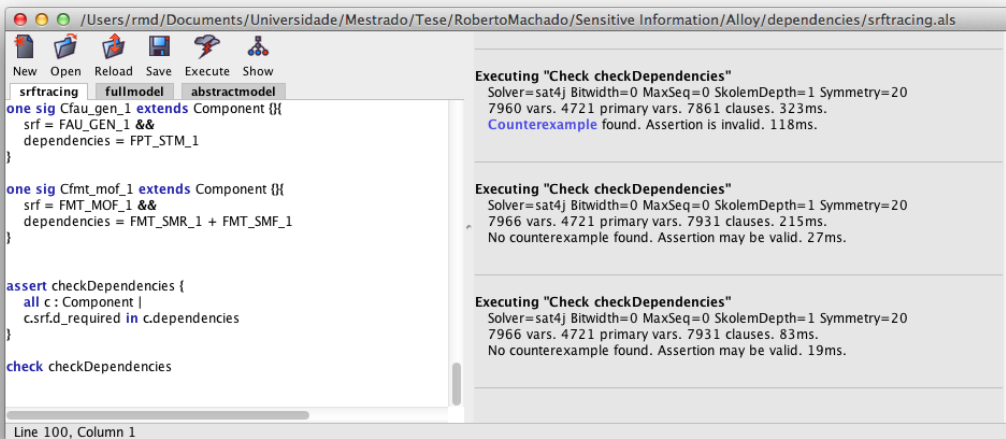 /Users/rmd/Documents/Universidade/Mestrado/Tese/RobertoMachado/Sensitive Information/Alloy/dependencies/srftracing.als
New Open Reload Save Execute Show
srftracing fullmodel abstractmodel
one sig Cfau_gen_1 extends Component {}{
srf = FAU_GEN_1 &&
dependencies = FPT_STM_1
}
one sig Cfmt_mof_1 extends Component {}{
srf = FMT_MOF_1 &&
dependencies = FMT_SMR_1 + FMT_SMF_1
}
assert checkDependencies {
all c : Component |
c.srf.d_required in c.dependencies
}
check checkDependencies
Line 100, Column 1
Executing "Check checkDependencies"
Solver=sat4j Bitwidth=0 MaxSeq=0 SkolemDepth=1 Symmetry=20
7960 vars. 4721 primary vars. 7861 clauses. 323ms.
Counterexample found. Assertion is invalid. 118ms.
Executing "Check checkDependencies"
Solver=sat4j Bitwidth=0 MaxSeq=0 SkolemDepth=1 Symmetry=20
7966 vars. 4721 primary vars. 7931 clauses. 215ms.
No counterexample found. Assertion may be valid. 27ms.
Executing "Check checkDependencies"
Solver=sat4j Bitwidth=0 MaxSeq=0 SkolemDepth=1 Symmetry=20
7966 vars. 4721 primary vars. 7931 clauses. 83ms.
No counterexample found. Assertion may be valid. 19ms.